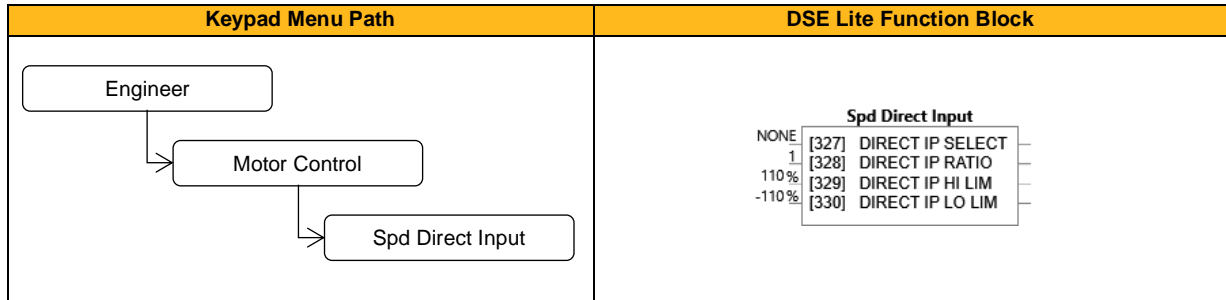 Keypad Menu Path
DSE Lite Function Block
Engineer
Motor Control
Spd Direct Input
Spd Direct Input
NONE [327] DIRECT IP SELECT
1 [328] DIRECT IP RATIO
110% [329] DIRECT IP HI LIM
-110% [330] DIRECT IP LO LIM